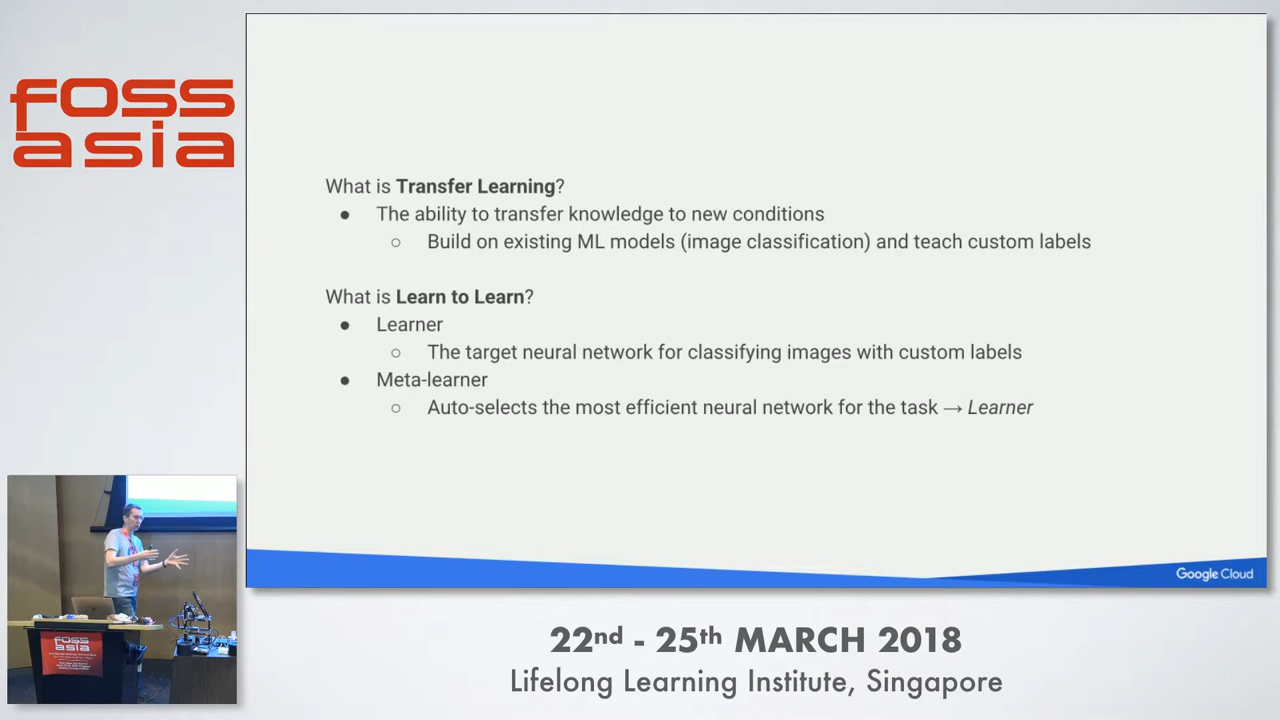 foss
asia
What is Transfer Learning?
● The ability to transfer knowledge to new conditions
○ Build on existing ML models (image classification) and teach custom labels
What is Learn to Learn?
● Learner
○ The target neural network for classifying images with custom labels
● Meta-learner
○ Auto-selects the most efficient neural network for the task → Learner
Google Cloud
foss
asia
22nd - 25th MARCH 2018
Lifelong Learning Institute, Singapore